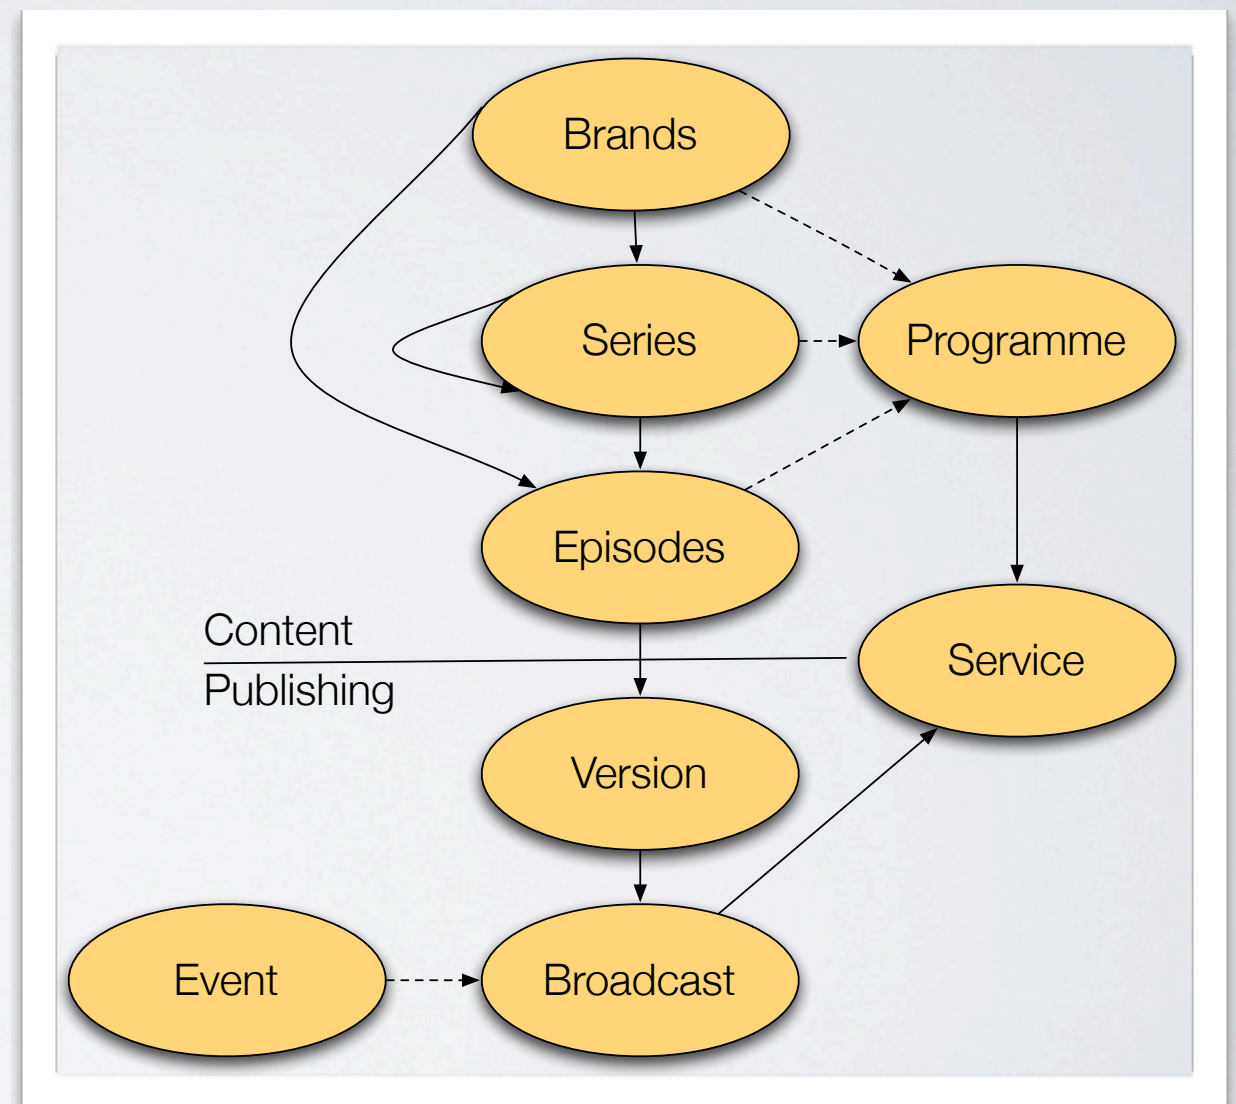 Brands
Series
Programme
Episodes
Content
Service
Publishing
Version
Event
Broadcast